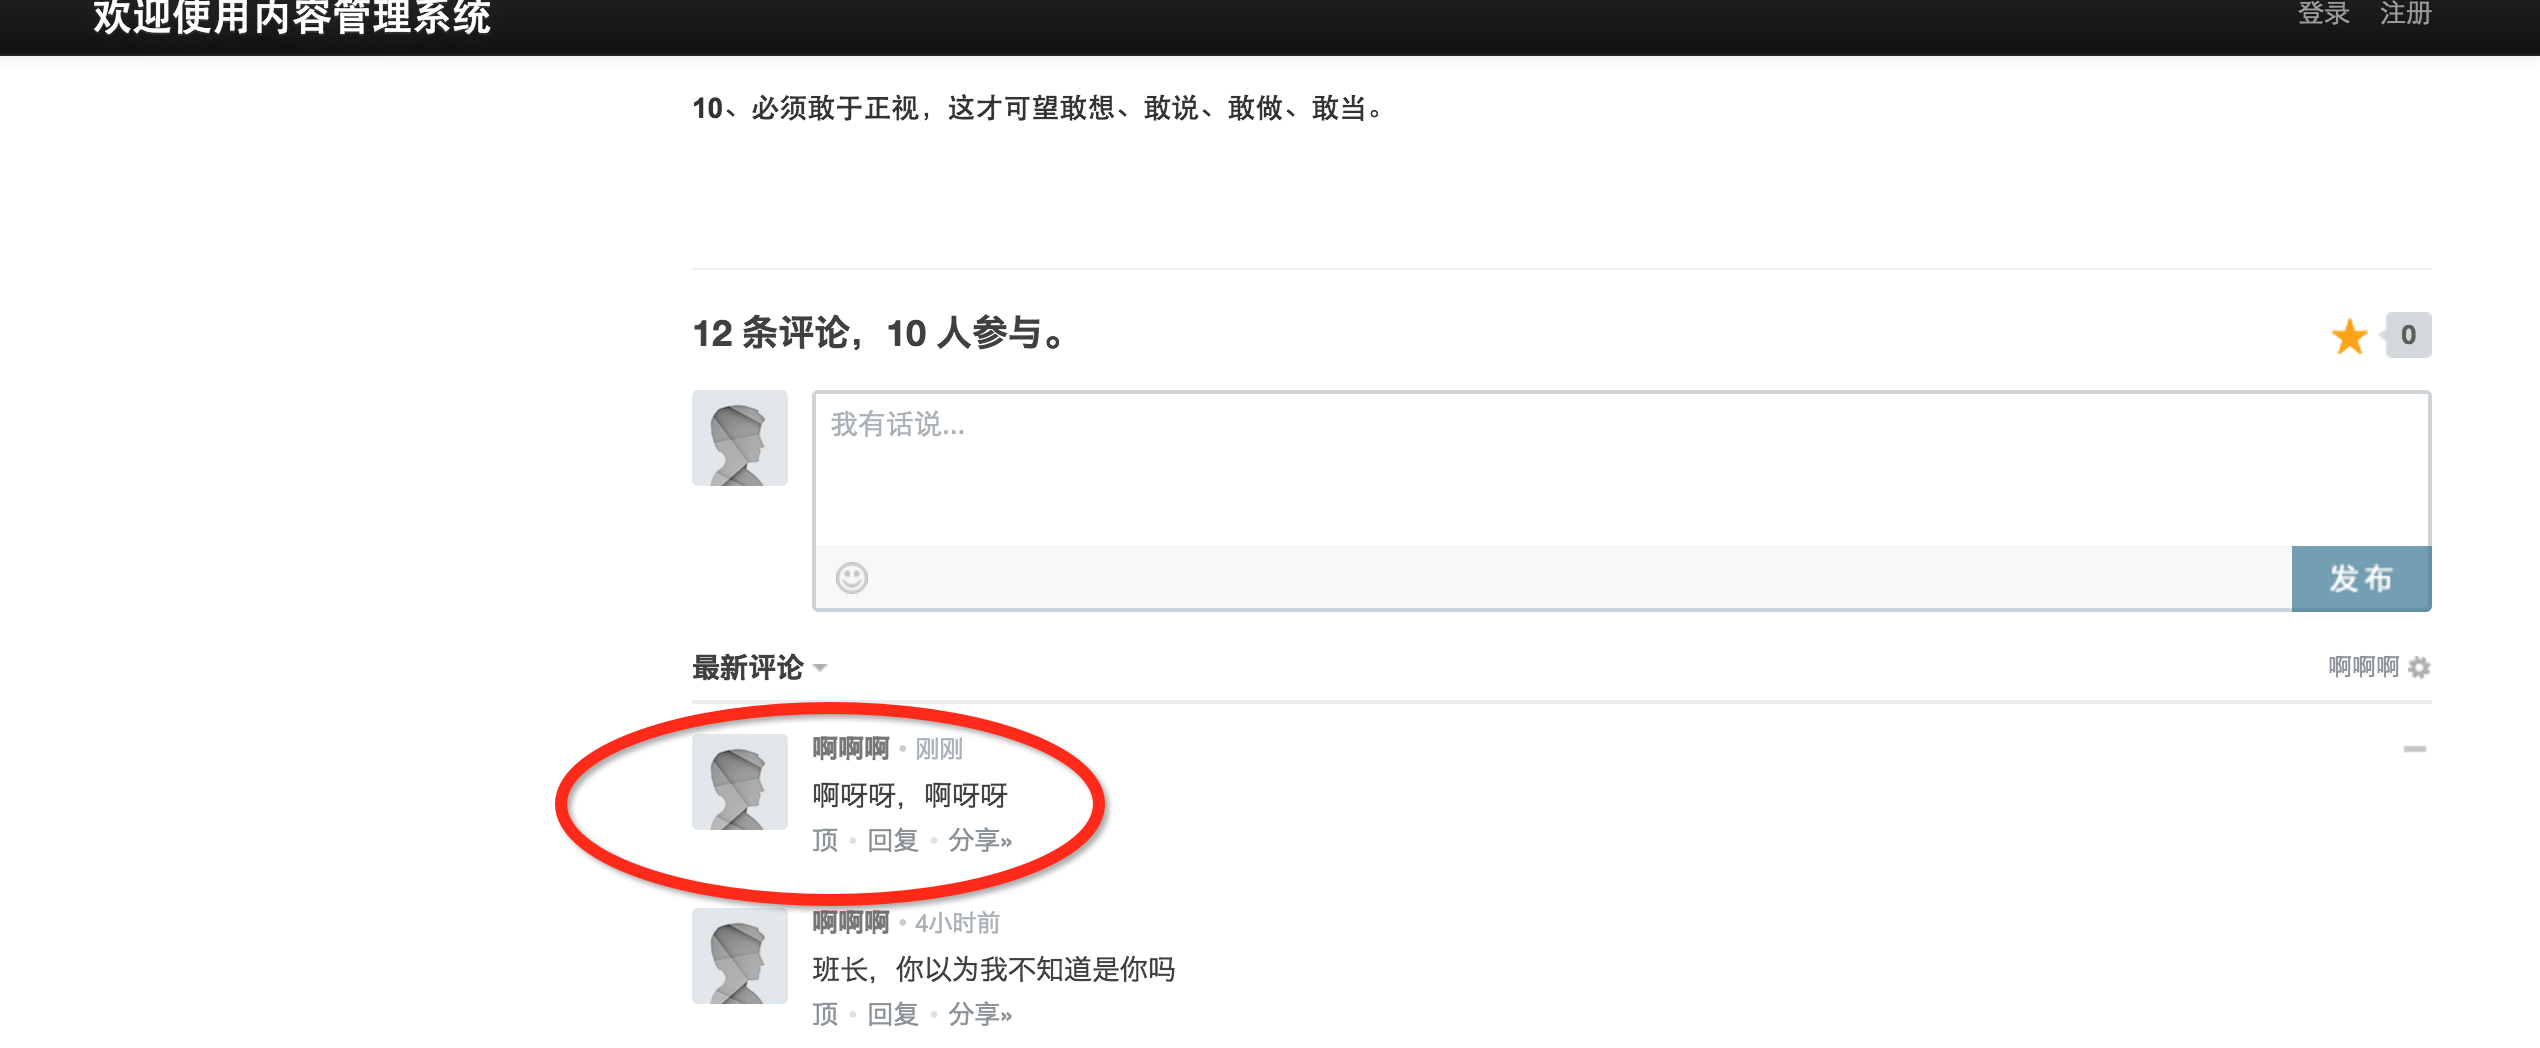 欢迎使用内容管理系统
登录 注册
10、必须敢于正视，这才可望敢想、敢说、敢做、敢当。
12 条评论，10 人参与。
0
我有话说...
发布
最新评论
啊啊啊
啊啊啊 • 刚刚
啊呀呀，啊呀呀
顶 • 回复 • 分享»
啊啊啊 • 4小时前
班长，你以为我不知道是你吗
顶 • 回复 • 分享»